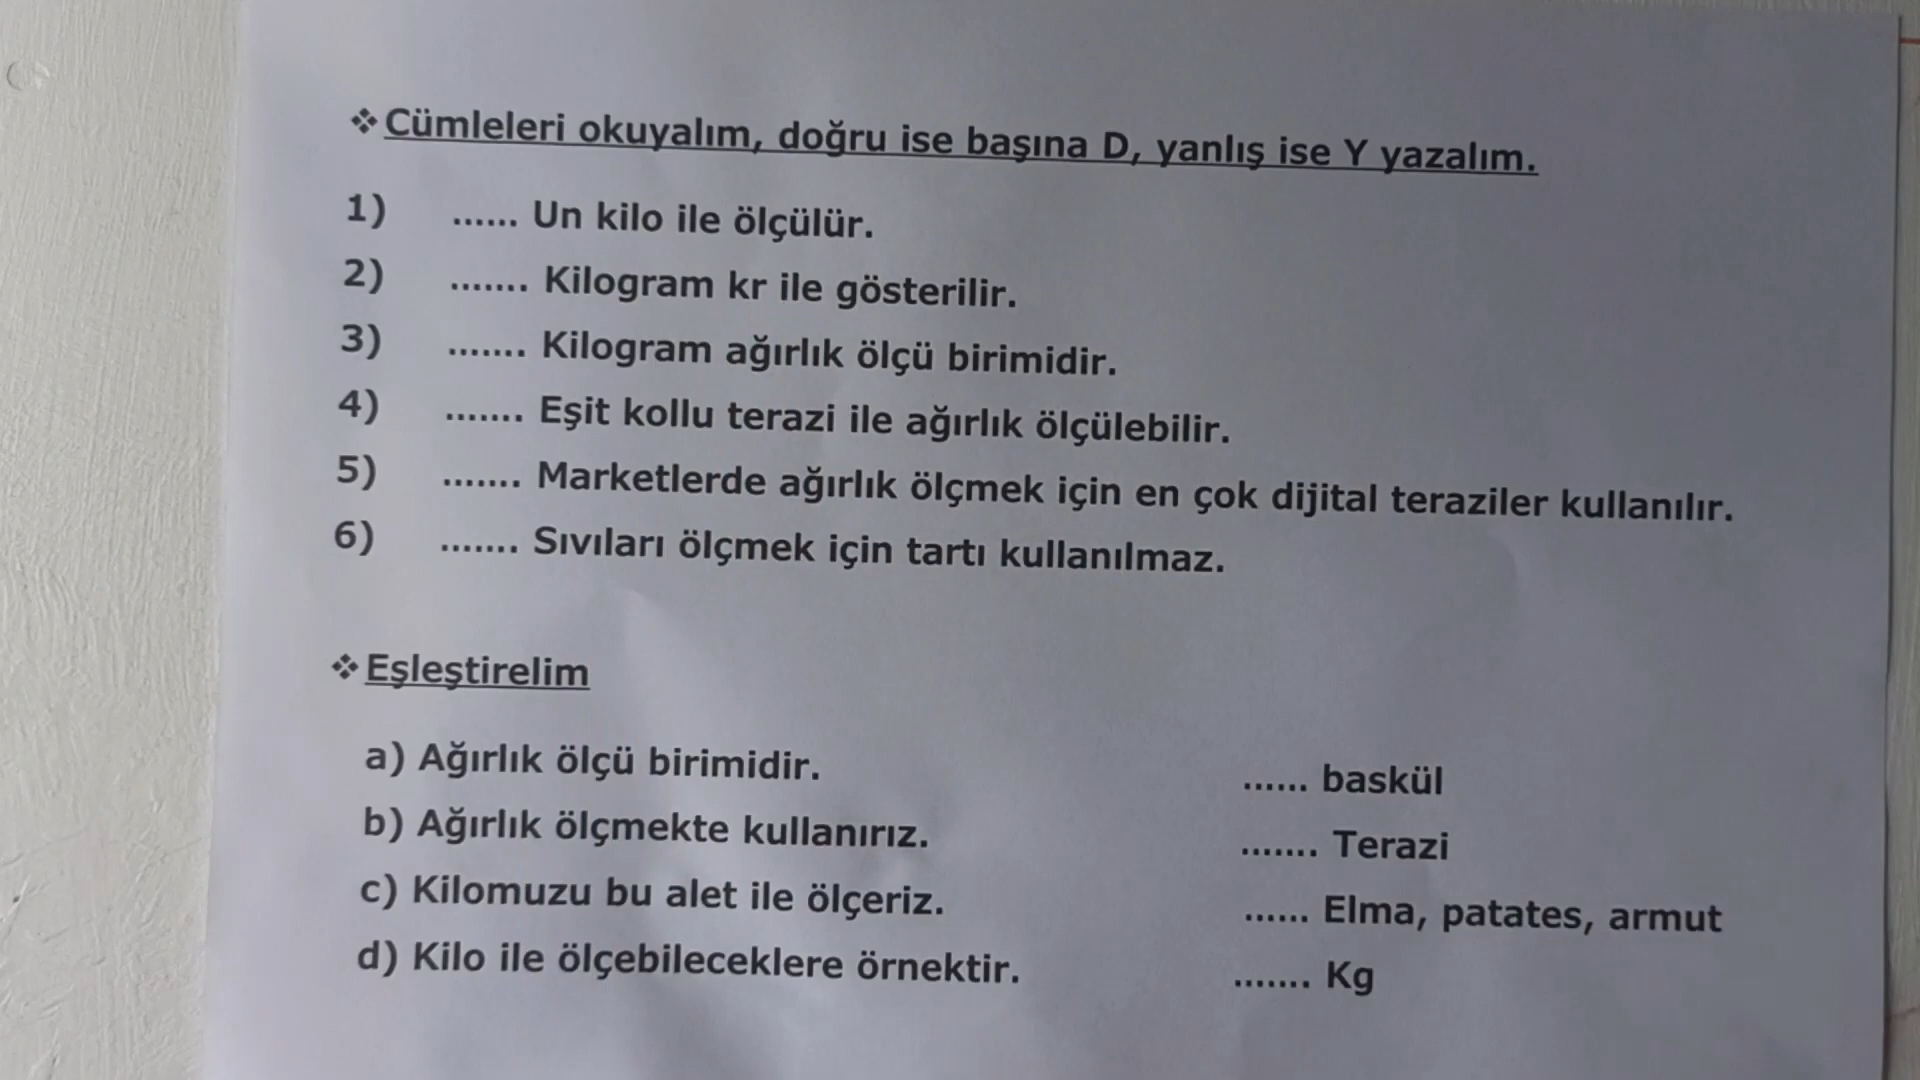 ❖ Cümleleri okuyalım, doğru ise başına D, yanlış ise Y yazalım.
1) ...... Un kilo ile ölçülür.
2) ....... Kilogram kr ile gösterilir.
3) ....... Kilogram ağırlık ölçü birimidir.
4) ....... Eşit kollu terazi ile ağırlık ölçülebilir.
5) ....... Marketlerde ağırlık ölçmek için en çok dijital teraziler kullanılır.
6) ....... Sıvıları ölçmek için tartı kullanılmaz.
❖ Eşleştirelim
a) Ağırlık ölçü birimidir. ...... baskül
b) Ağırlık ölçmekte kullanırız. ....... Terazi
c) Kilomuzu bu alet ile ölçeriz. ...... Elma, patates, armut
d) Kilo ile ölçebileceklere örnektir. ....... Kg